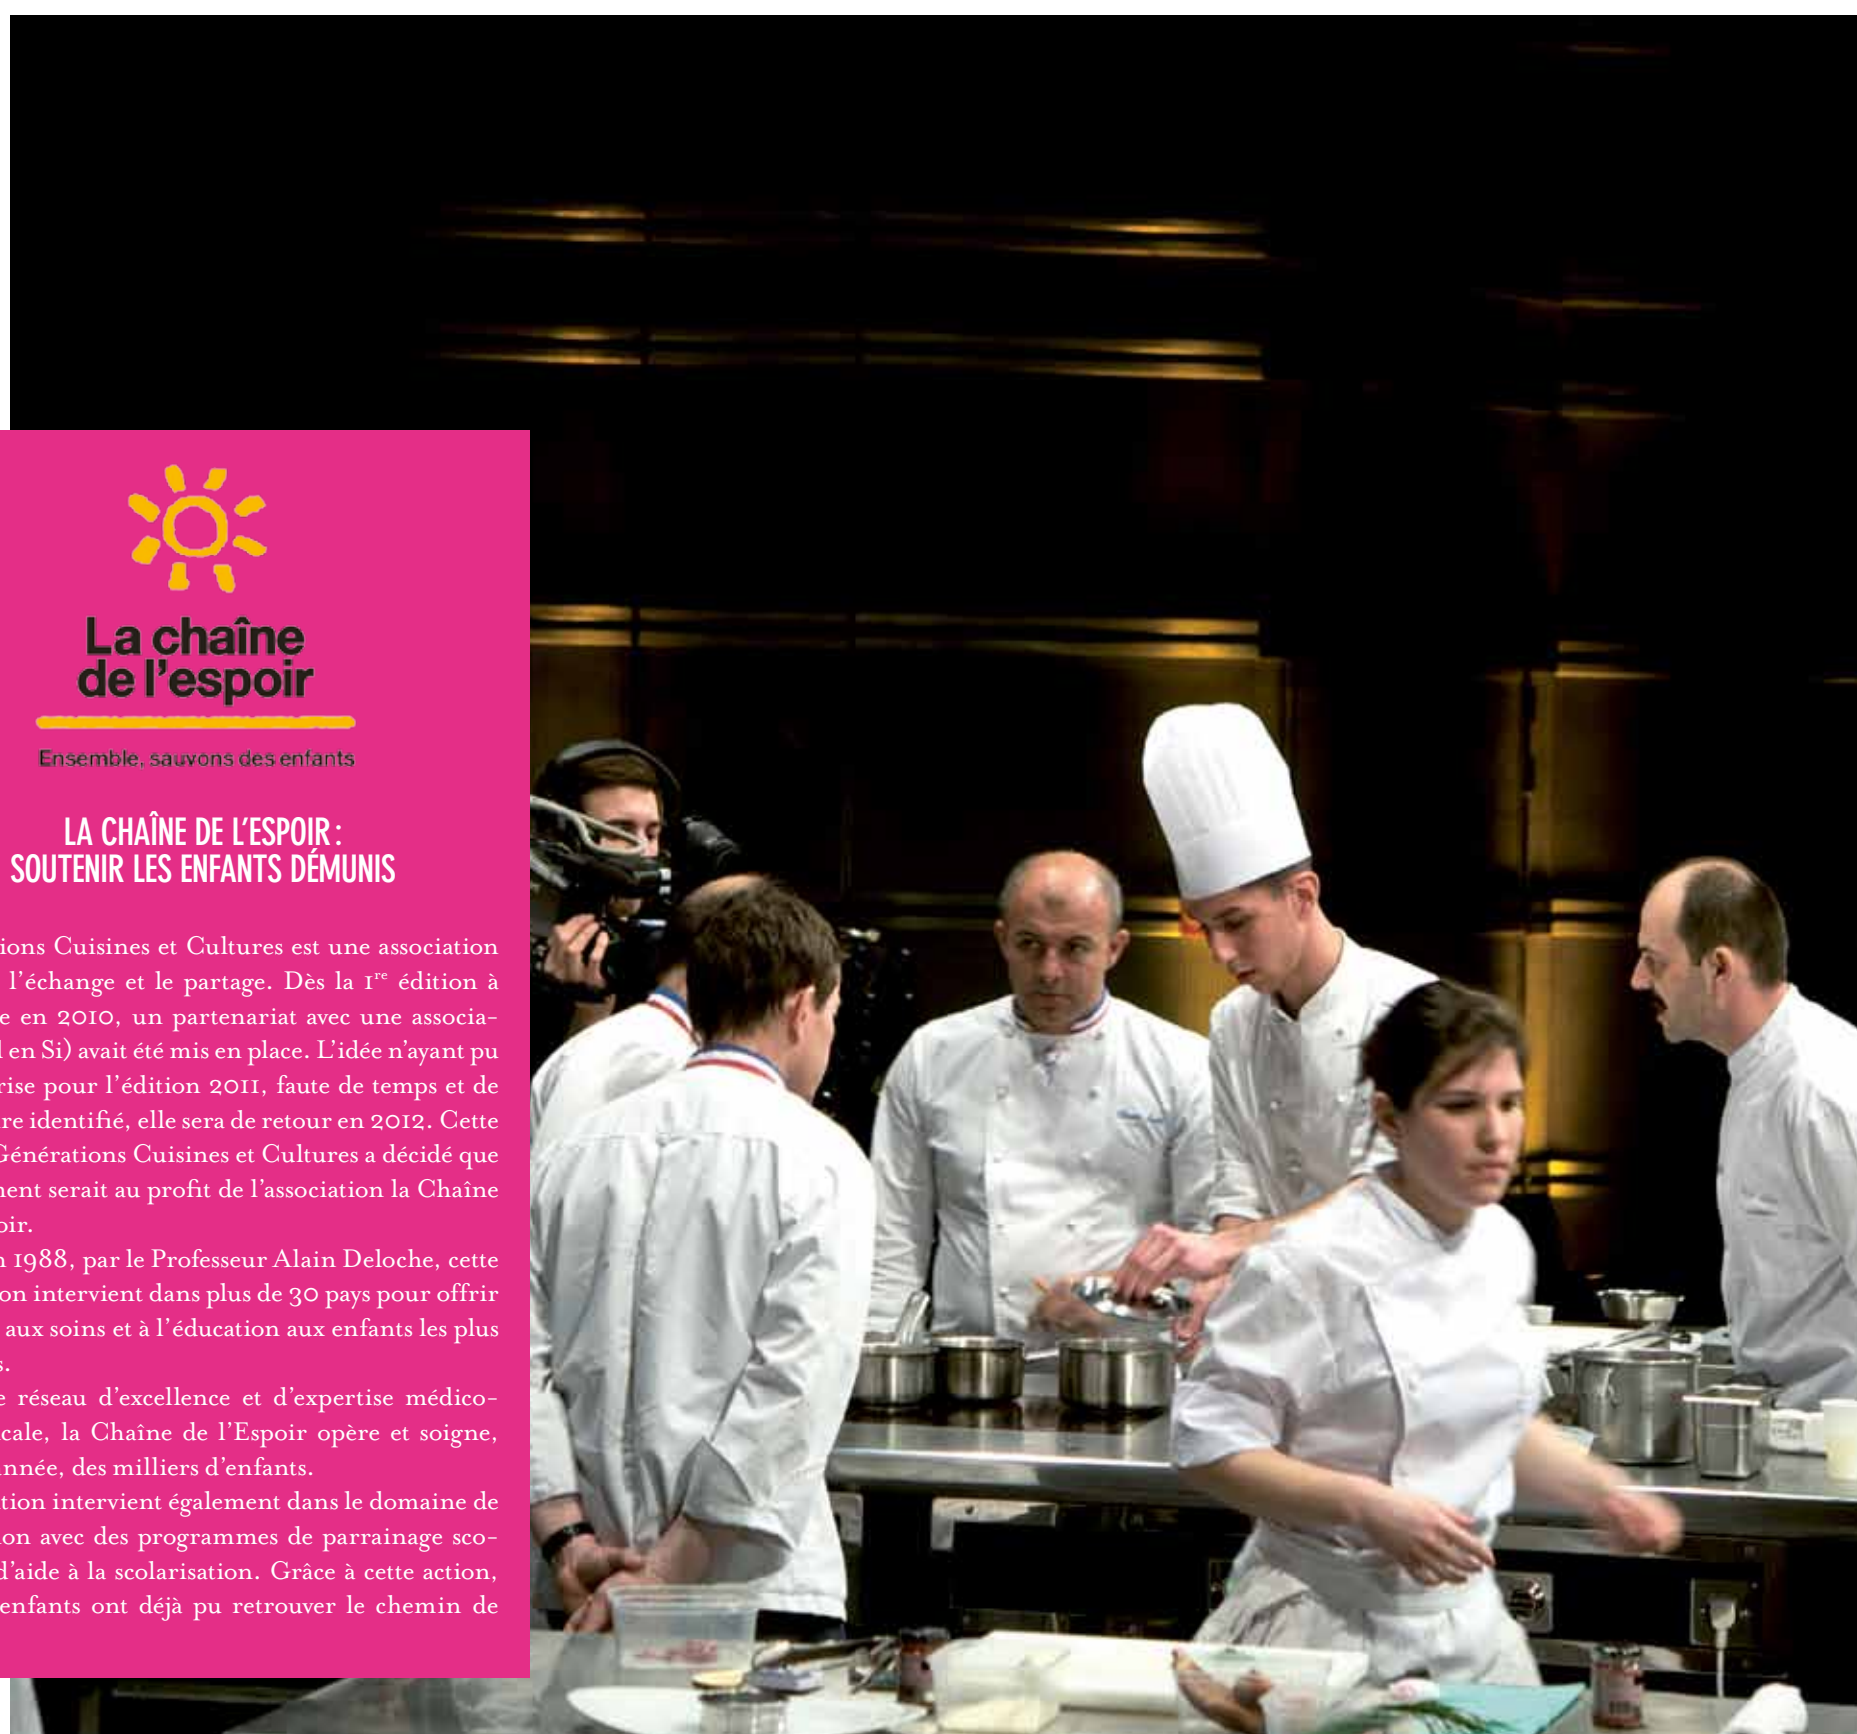 La chaîne
de l'espoir
Ensemble, sauvons des enfants
LA CHAÎNE DE L'ESPOIR :
SOUTENIR LES ENFANTS DÉMUNIS
ions Cuisines et Cultures est une association
l'échange et le partage. Dès la 1re édition à
e en 2010, un partenariat avec une associa-
l en Si) avait été mis en place. L'idée n'ayant pu
rise pour l'édition 2011, faute de temps et de
re identifié, elle sera de retour en 2012. Cette
Générations Cuisines et Cultures a décidé que
ment serait au profit de l'association la Chaîne
oir.
n 1988, par le Professeur Alain Deloche, cette
on intervient dans plus de 30 pays pour offrir
aux soins et à l'éducation aux enfants les plus
s.
e réseau d'excellence et d'expertise médico-
cale, la Chaîne de l'Espoir opère et soigne,
année, des milliers d'enfants.
tion intervient également dans le domaine de
ion avec des programmes de parrainage sco-
d'aide à la scolarisation. Grâce à cette action,
enfants ont déjà pu retrouver le chemin de